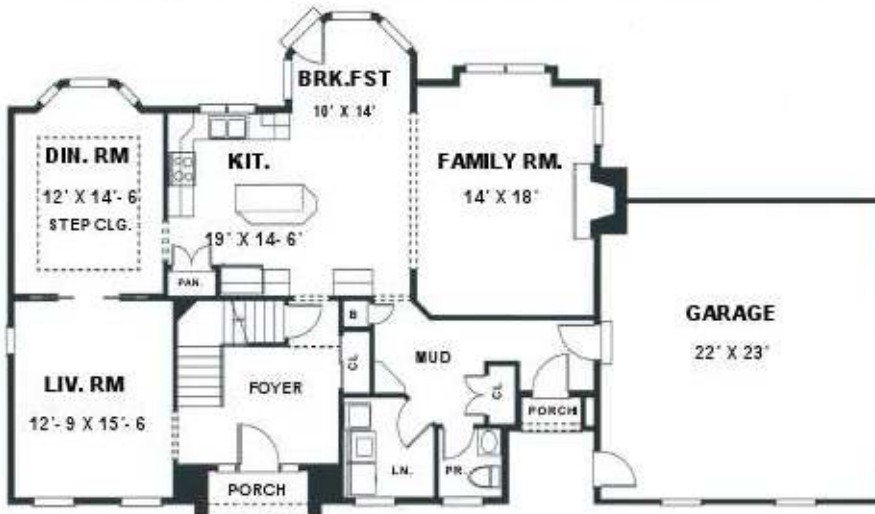 BRK.FST
10' X 14'
DIN. RM
12' X 14'- 6
STEP CLG.
KIT.
19' X 14- 6'
FAMILY RM.
14' X 18'
PAN.
GARAGE
22' X 23'
B
CL
MUD
CL
LIV. RM
12'- 9 X 15'- 6
FOYER
PORCH
LN.
PR.
PORCH